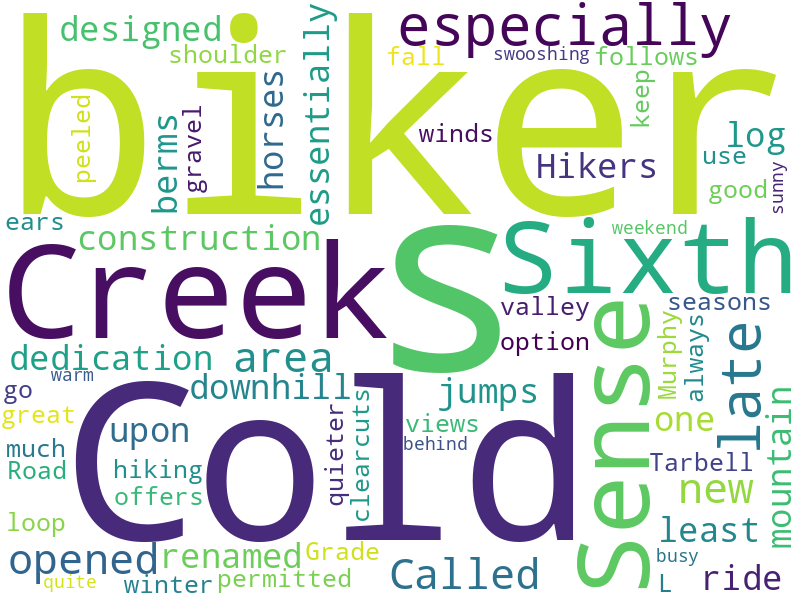 designed
shoulder
essentially
fall
especially
swooshing
follows
biker
peeled
berms
gravel
horses
winds
keep
log
Hikers
use
good
sunny
ears
construction
Creek
s
Sixth
weekend
valley
seasons
option
dedication
area
Sense
Murphy
always
late
warm
go
downhill
jumps
great
upon
Cold
quieter
clearcuts
views
behind
one
mountain
much
Road
hiking
offers
Tarbell
new
loop
least
opened
renamed
Grade
Called
busy
L
ride
quite
winter
permitted